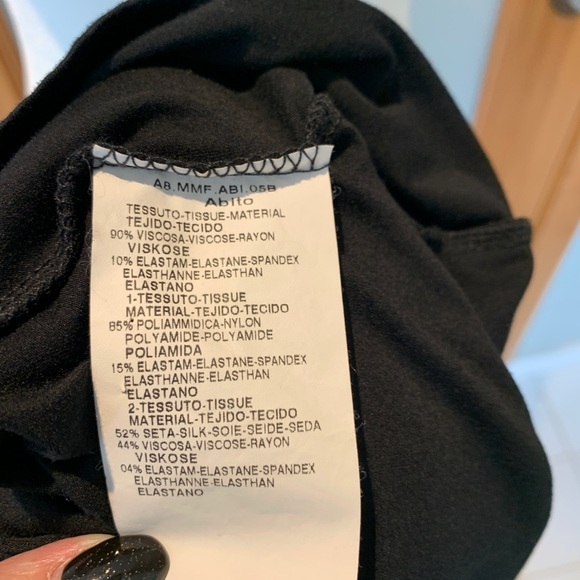 A8.MMF.ABI.05B
Abito
TESSUTO-TISSUE-MATERIAL
TEJIDO-TECIDO
90% VISCOSA-VISCOSE-RAYON
VISKOSE
10% ELASTAM-ELASTANE-SPANDEX
ELASTHANNE-ELASTHAN
ELASTANO
1-TESSUTO-TISSUE
MATERIAL-TEJIDO-TECIDO
85% POLIAMMIDICA-NYLON
POLYAMIDE-POLYAMIDE
POLIAMIDA
15% ELASTAM-ELASTANE-SPANDEX
ELASTHANNE-ELASTHAN
ELASTANO
2-TESSUTO-TISSUE
MATERIAL-TEJIDO-TECIDO
52% SETA-SILK-SOIE-SEIDE-SEDA
44% VISCOSA-VISCOSE-RAYON
VISKOSE
04% ELASTAM-ELASTANE-SPANDEX
ELASTHANNE-ELASTHAN
ELASTANO